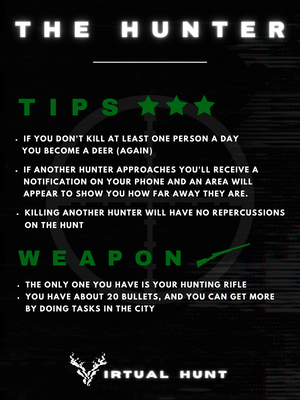 THE HUNTER
TIPS
• IF YOU DON'T KILL AT LEAST ONE PERSON A DAY
YOU BECOME A DEER (AGAIN)
• IF ANOTHER HUNTER APPROACHES YOU'LL RECEIVE A
NOTIFICATION ON YOUR PHONE AND AN AREA WILL
APPEAR TO SHOW YOU HOW FAR AWAY THEY ARE.
• KILLING ANOTHER HUNTER WILL HAVE NO REPERCUSSIONS
ON THE HUNT
WEAPON
• THE ONLY ONE YOU HAVE IS YOUR HUNTING RIFLE
• YOU HAVE ABOUT 20 BULLETS, AND YOU CAN GET MORE
BY DOING TASKS IN THE CITY
VIRTUAL HUNT